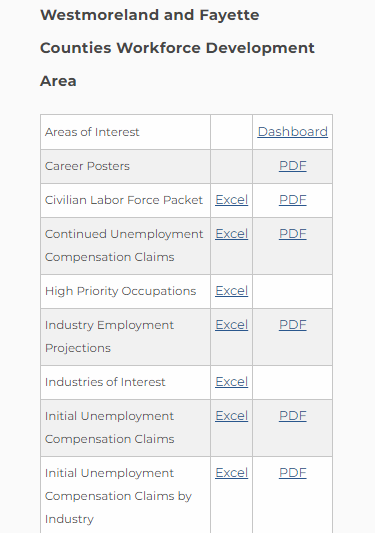 Westmoreland and Fayette
Counties Workforce Development
Area
Areas of Interest Dashboard
Career Posters PDF
Civilian Labor Force Packet Excel PDF
Continued Unemployment Excel PDF
Compensation Claims
High Priority Occupations Excel
Industry Employment Excel PDF
Projections
Industries of Interest Excel
Initial Unemployment Excel PDF
Compensation Claims
Initial Unemployment Excel PDF
Compensation Claims by
Industry